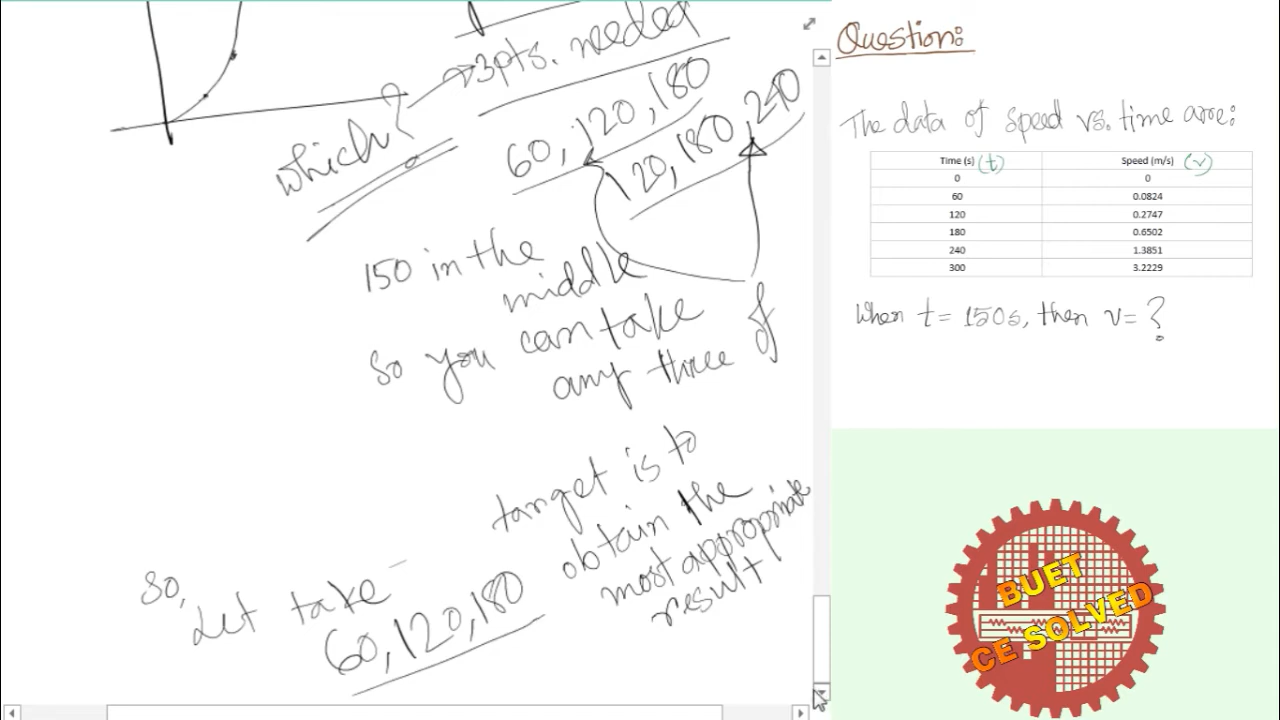 →3pts. needed
which?
60, 120, 180
120, 180, 240
150 in the
middle
so you can take
any three of
target is to
obtain the
most appropriate
result
So,
Let take
60, 120, 180
Question:
The data of speed vs. time are:
Time (s) (t) Speed (m/s) (v)
0 0
60 0.0824
120 0.2747
180 0.6502
240 1.3851
300 3.2229
When t = 150s, then v = ?
BUET
CE SOLVED